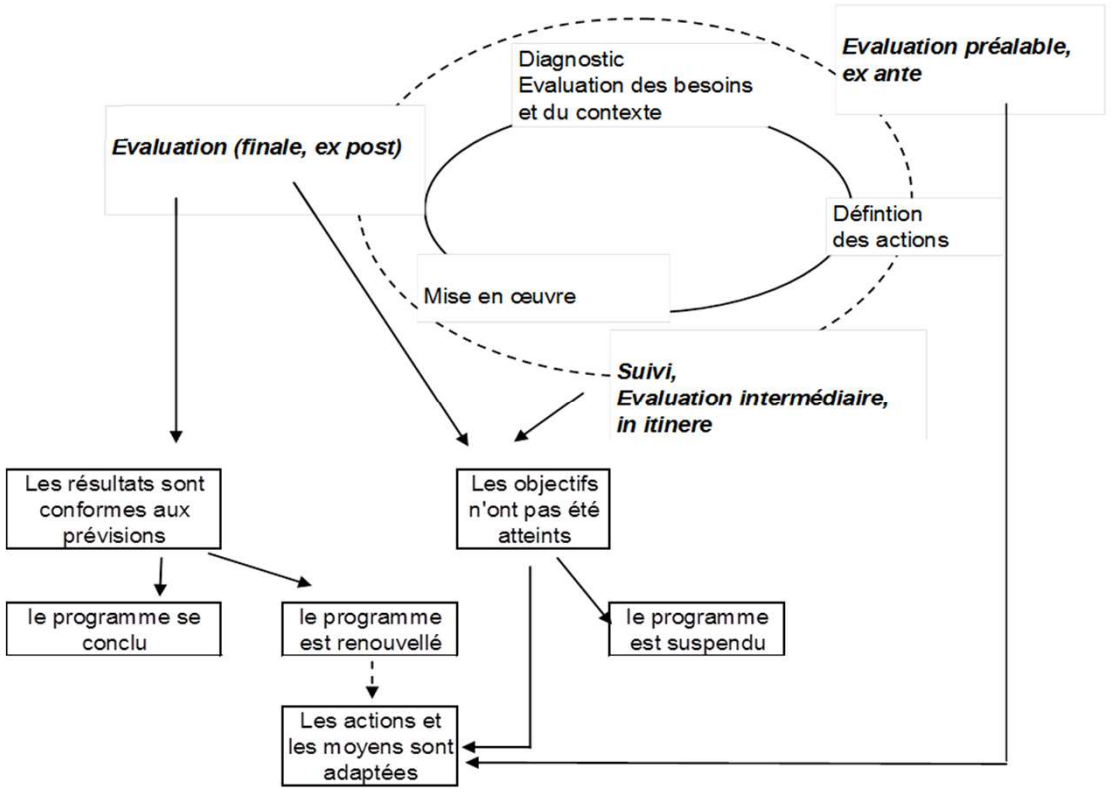 Diagnostic
Evaluation des besoins
et du contexte
Evaluation préalable,
ex ante
Evaluation (finale, ex post)
Défintion
des actions
Mise en œuvre
Suivi,
Evaluation intermédiaire,
in itinere
Les résultats sont
conformes aux
prévisions
Les objectifs
n'ont pas été
atteints
le programme se
conclu
le programme
est renouvellé
le programme
est suspendu
Les actions et
les moyens sont
adaptées